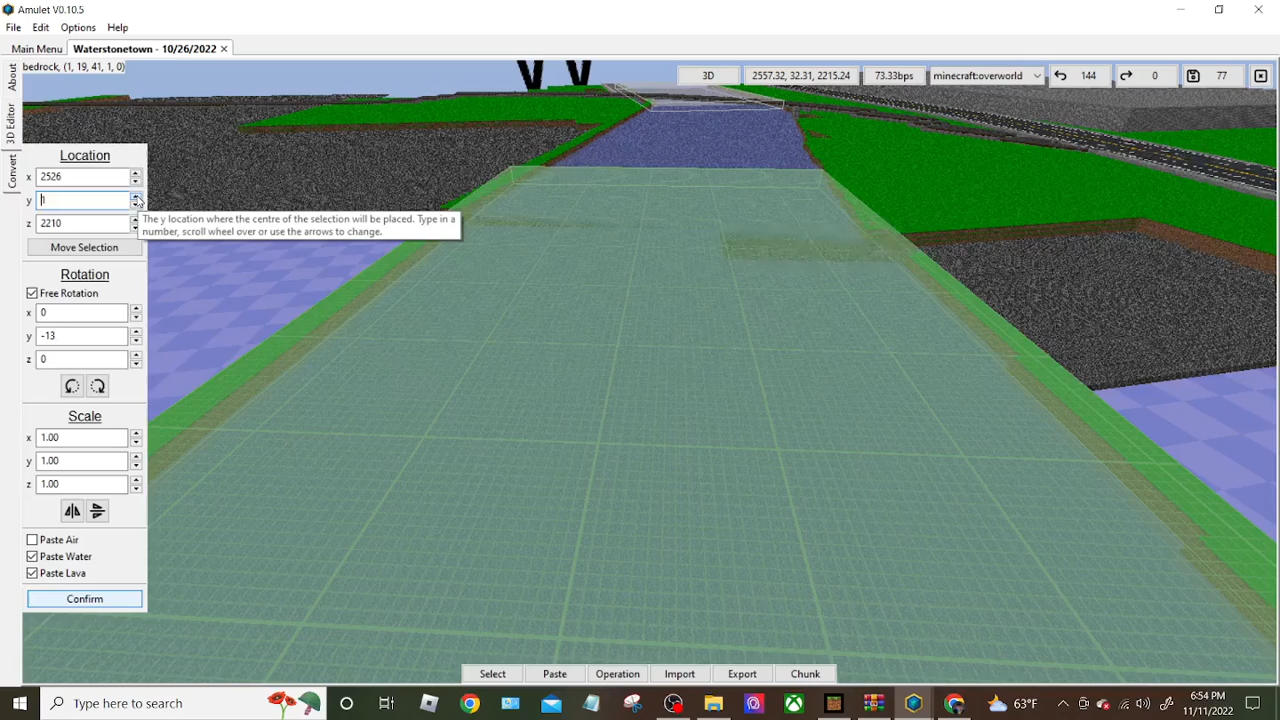 Amulet V0.10.5
File Edit Options Help
Main Menu Waterstonetown - 10/26/2022
bedrock, (1, 19, 41, 1, 0)
3D 2557.32, 32.31, 2215.24 73.33bps minecraft:overworld 144 0 77
About
3D Editor
Convert
Location
x 2526
y 1
z 2210
The y location where the centre of the selection will be placed. Type in a
number, scroll wheel over or use the arrows to change.
Move Selection
Rotation
Free Rotation
x 0
y -13
z 0
Scale
x 1.00
y 1.00
z 1.00
Paste Air
Paste Water
Paste Lava
Confirm
Select Paste Operation Import Export Chunk
Type here to search
63°F
6:54 PM
11/11/2022